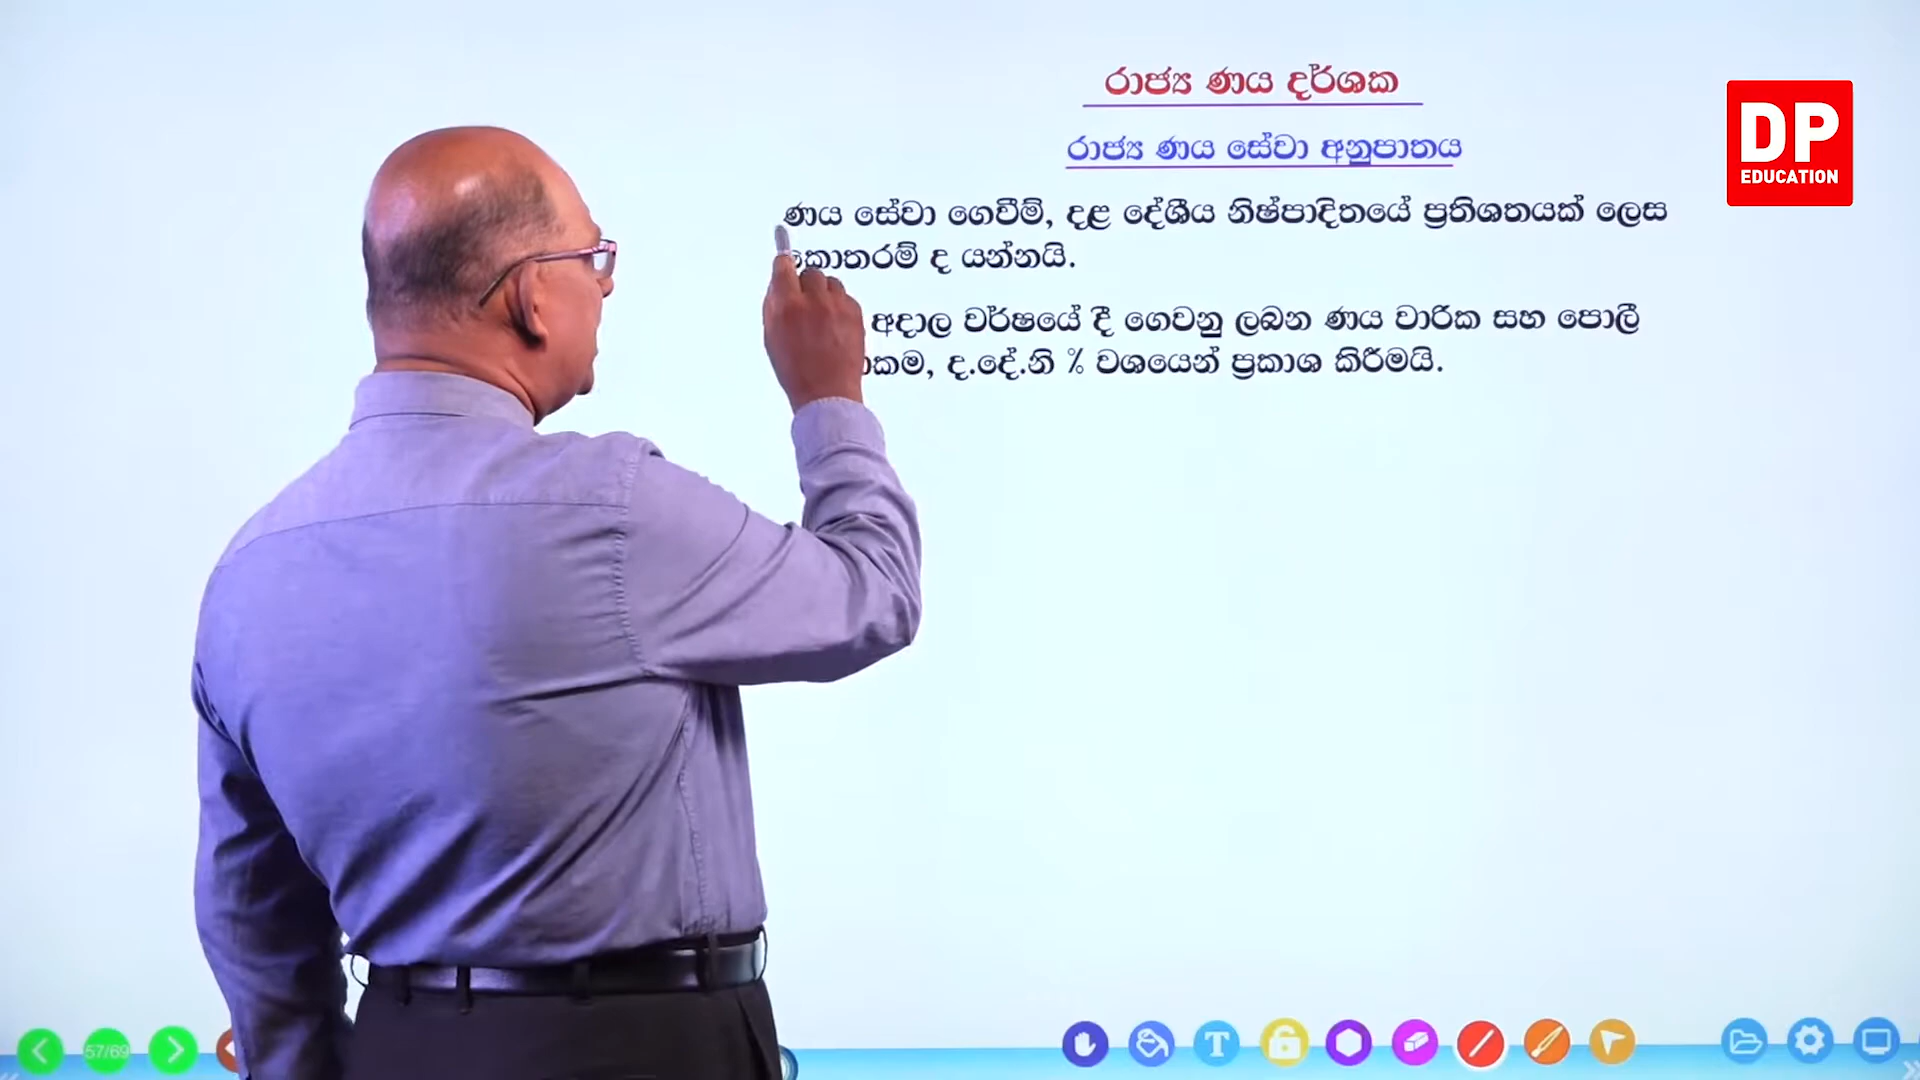 රාජ්‍ය ණය දර්ශක
රාජ්‍ය ණය සේවා අනුපාතය
ණය සේවා ගෙවීම්, දළ දේශීය නිෂ්පාදිතයේ ප්‍රතිශතයක් ලෙස
කොතරම් ද යන්නයි.
අදාල වර්ෂයේ දී ගෙවනු ලබන ණය වාරික සහ පොලී
ද.දේ.නි % වශයෙන් ප්‍රකාශ කිරීමයි.
DP
EDUCATION
57/69
T